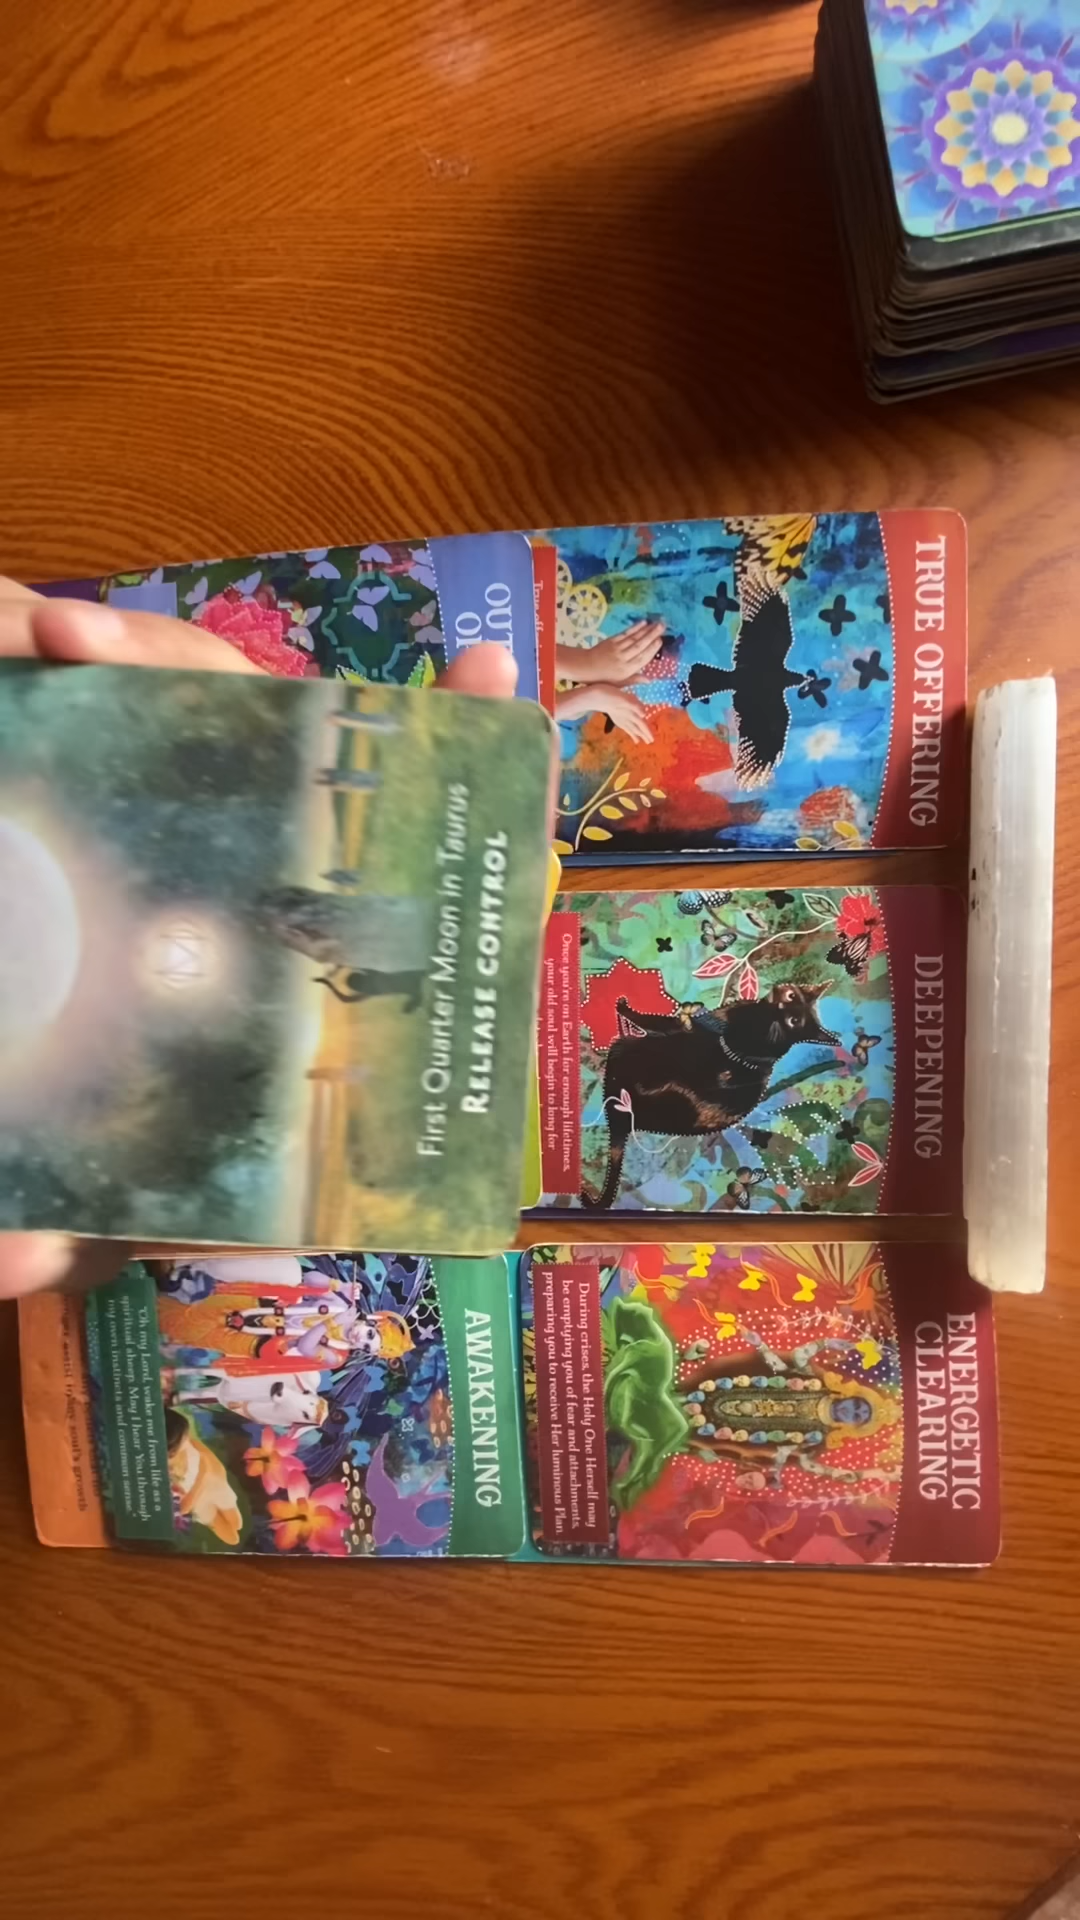 TRUE OFFERING
DEEPENING
Once you're on Earth for enough lifetimes,
your old soul will begin to long for
ENERGETIC
CLEARING
During crises, the Holy One Herself may
be emptying you of fear and attachments,
preparing you to receive Her luminous Plan.
First Quarter Moon in Taurus
RELEASE CONTROL
AWAKENING
"Oh my Lord, wake me from life as a
spiritual sheep. May I hear You through
my own instincts and common sense."
soul's growth